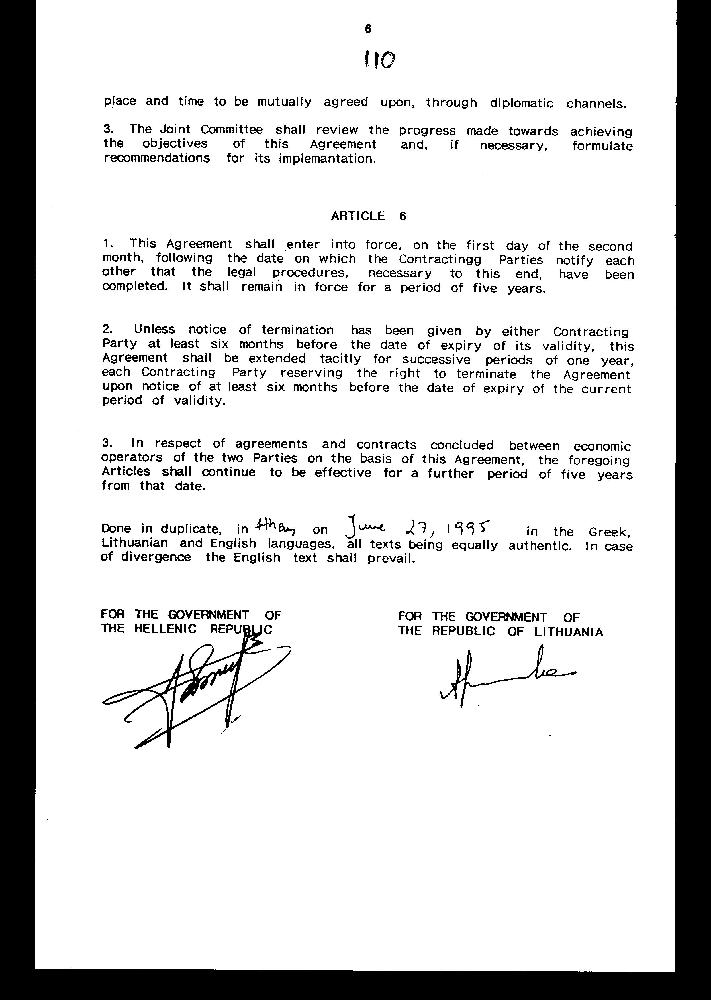 6
110
place and time to be mutually agreed upon, through diplomatic channels.
3. The Joint Committee shall review the progress made towards achieving
the objectives of this Agreement and, if necessary, formulate
recommendations for its implemantation.
ARTICLE 6
1. This Agreement shall enter into force, on the first day of the second
month, following the date on which the Contractingg Parties notify each
other that the legal procedures, necessary to this end, have been
completed. It shall remain in force for a period of five years.
2. Unless notice of termination has been given by either Contracting
Party at least six months before the date of expiry of its validity, this
Agreement shall be extended tacitly for successive periods of one year,
each Contracting Party reserving the right to terminate the Agreement
upon notice of at least six months before the date of expiry of the current
period of validity.
3. In respect of agreements and contracts concluded between economic
operators of the two Parties on the basis of this Agreement, the foregoing
Articles shall continue to be effective for a further period of five years
from that date.
Done in duplicate, in Athens on June 27, 1995 in the Greek,
Lithuanian and English languages, all texts being equally authentic. In case
of divergence the English text shall prevail.
FOR THE GOVERNMENT OF
THE HELLENIC REPUBLIC
FOR THE GOVERNMENT OF
THE REPUBLIC OF LITHUANIA